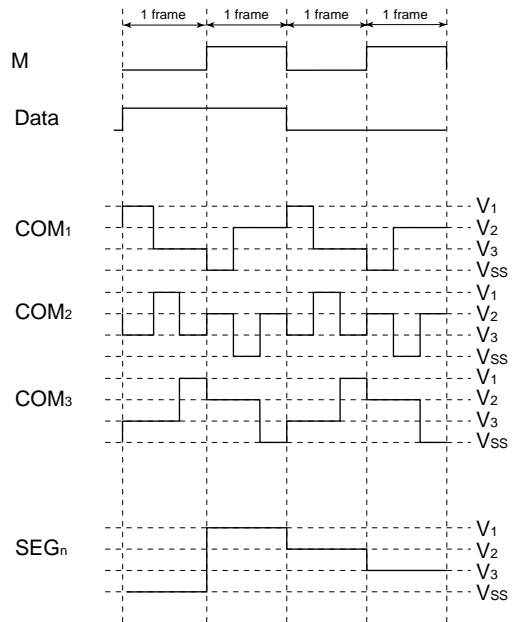 1 frame 1 frame 1 frame 1 frame
M
Data
V1
COM1 V2
V3
VSS
V1
COM2 V2
V3
VSS
V1
COM3 V2
V3
VSS
V1
SEGn V2
V3
VSS